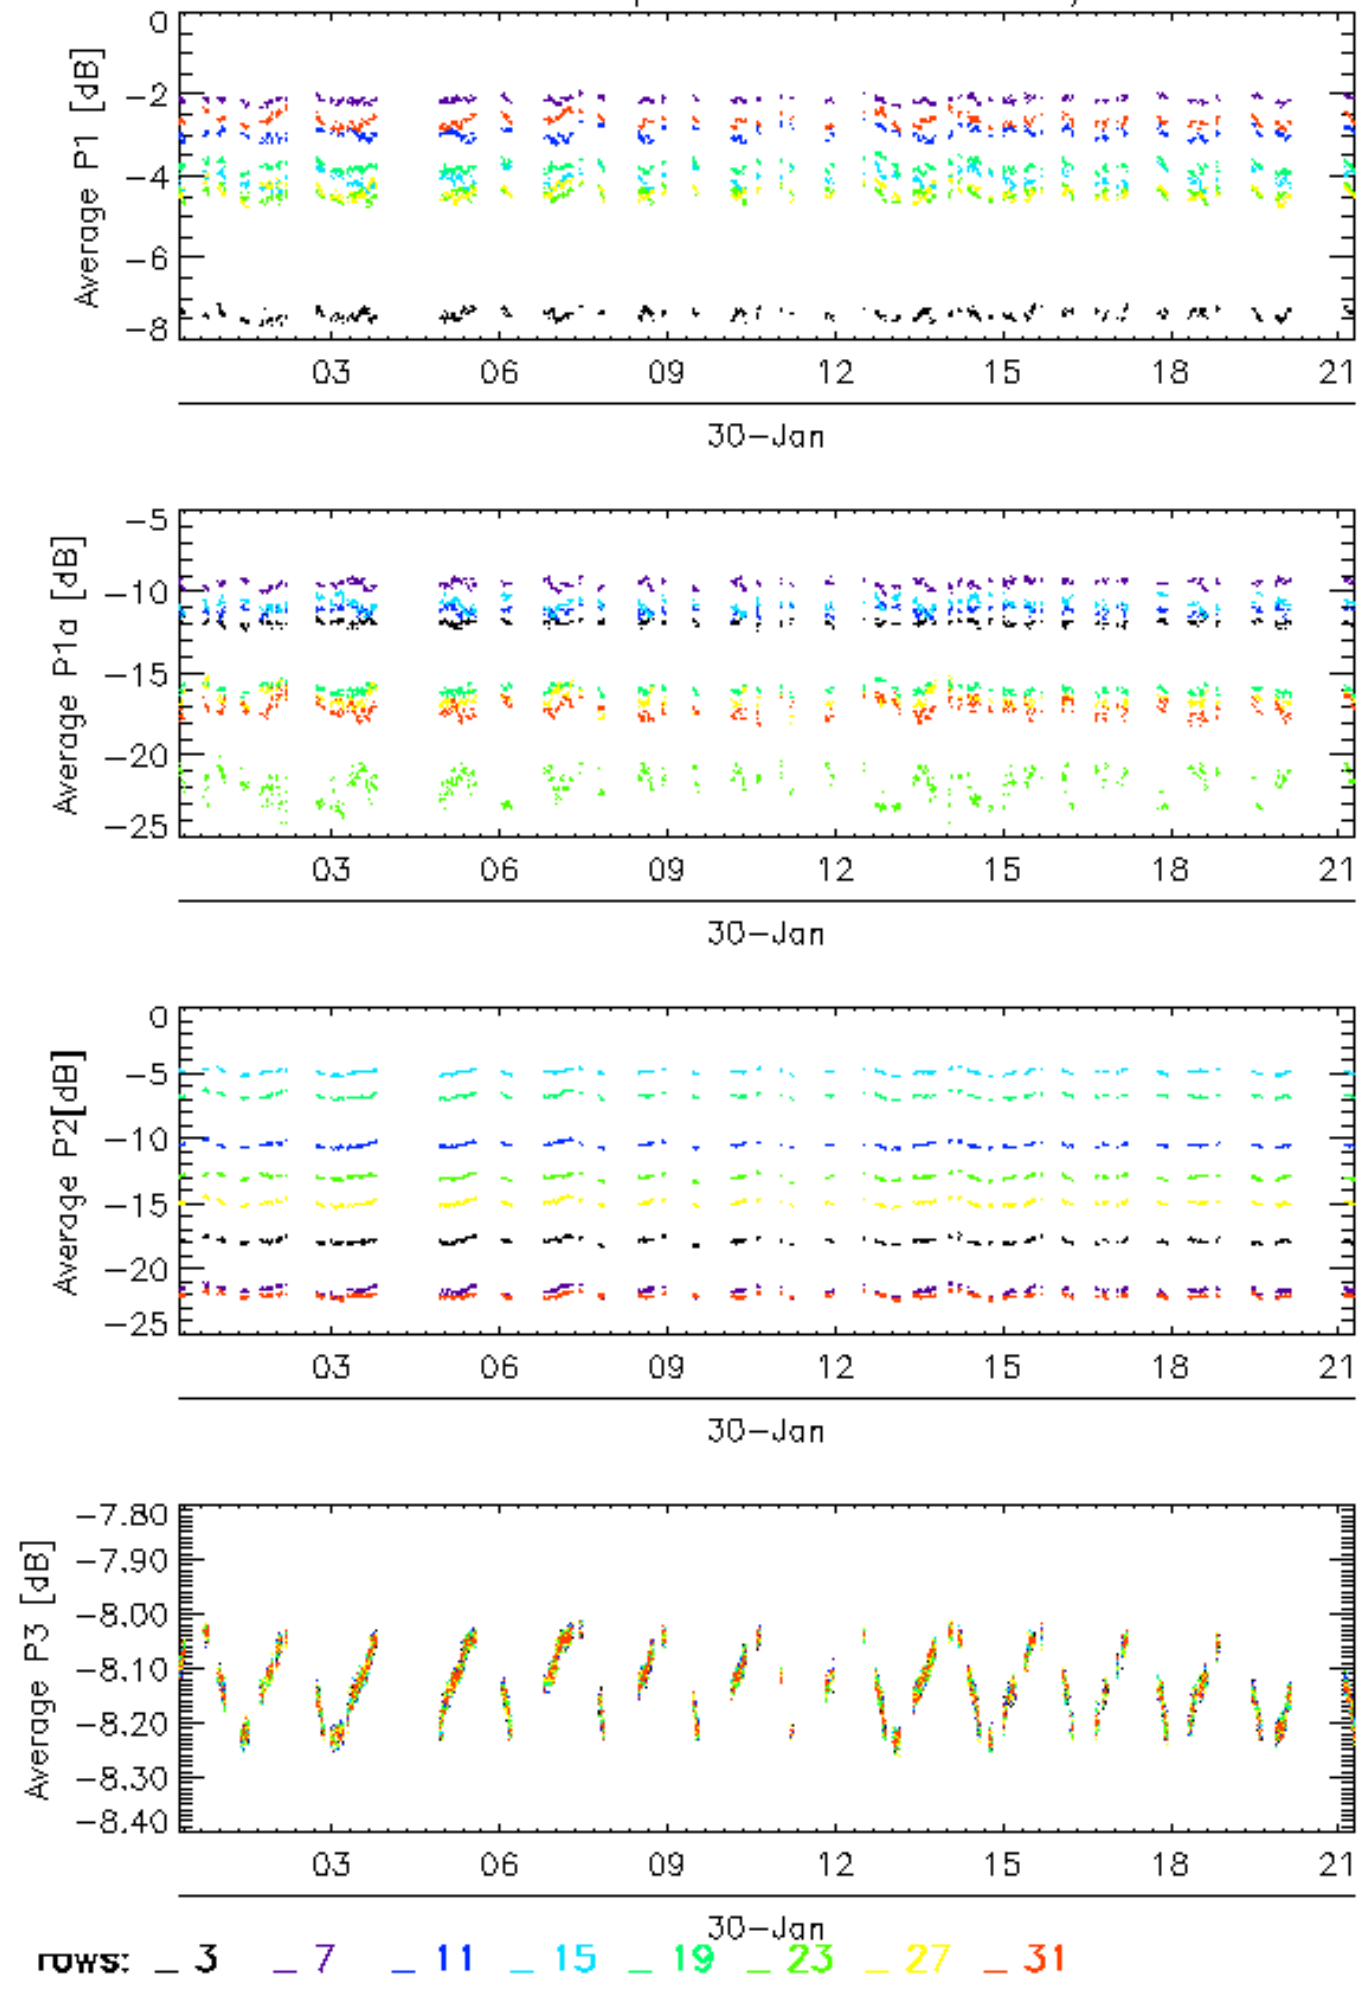 0
−2
−4
−6
−8
Average P1 [dB]
03 06 09 12 15 18 21
30−Jan
−5
−10
−15
−20
−25
Average P1a [dB]
03 06 09 12 15 18 21
30−Jan
0
−5
−10
−15
−20
−25
Average P2[dB]
03 06 09 12 15 18 21
30−Jan
−7.80
−7.90
−8.00
−8.10
−8.20
−8.30
−8.40
Average P3 [dB]
03 06 09 12 15 18 21
30−Jan
rows: _ 3 _ 7 _ 11 _ 15 _ 19 _ 23 _ 27 _ 31